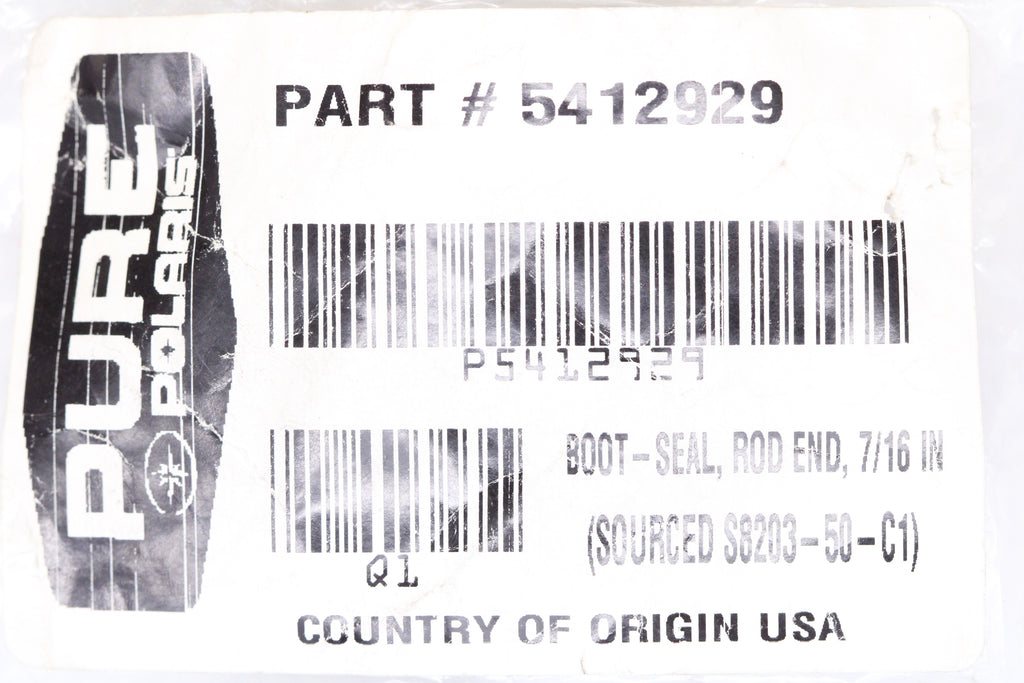 PURE
POLARIS
PART # 5412929
P5412929
BOOT-SEAL, ROD END, 7/16 IN
(SOURCED S8203-50-C1)
Q1
COUNTRY OF ORIGIN USA